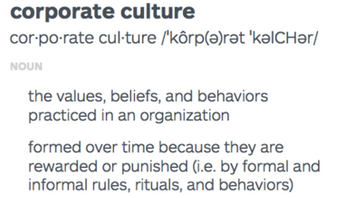 corporate culture
cor·po·rate cul·ture /ˈkôrp(ə)rət ˈkəlCHər/
NOUN
the values, beliefs, and behaviors
practiced in an organization
formed over time because they are
rewarded or punished (i.e. by formal and
informal rules, rituals, and behaviors)